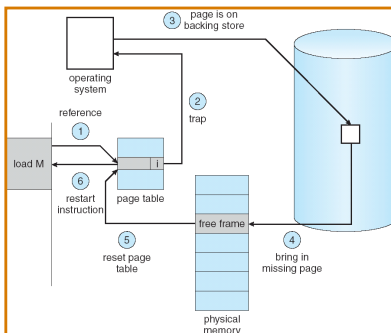 3
page is on
backing store
operating
system
2
trap
reference
1
load M
i
6
restart
instruction
page table
free frame
4
bring in
missing page
5
reset page
table
physical
memory